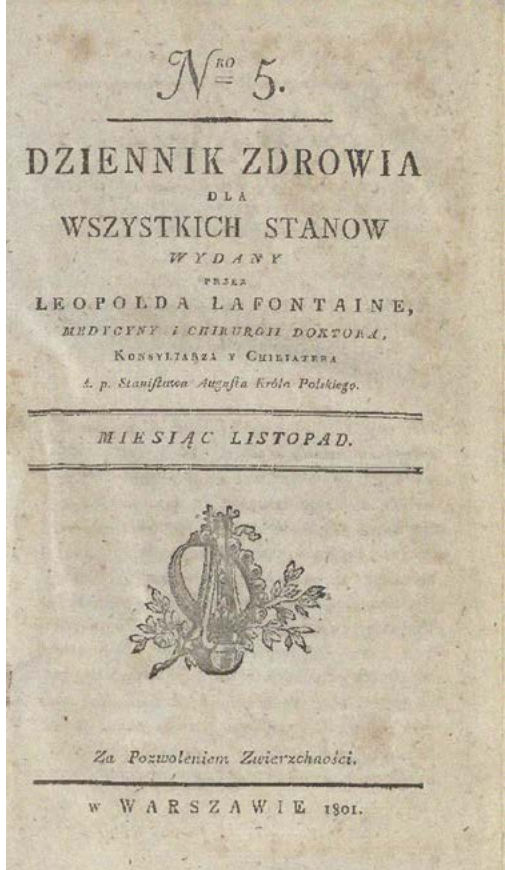 Nro 5.
DZIENNIK ZDROWIA
DLA
WSZYSTKICH STANOW
WYDANY
PRZEZ
LEOPOLDA LAFONTAINE,
MEDYCYNY i CHIRURGII DOKTORA,
KONSYLIARZA Y CHIRIATERA
ś. p. Staniſława Auguſta Króla Polskiego.
MIESIĄC LISTOPAD.
Za Pozwoleniem Zwierzchności.
w WARSZAWIE 1801.